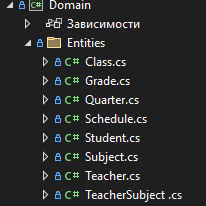 C# Domain
Зависимости
Entities
C# Class.cs
C# Grade.cs
C# Quarter.cs
C# Schedule.cs
C# Student.cs
C# Subject.cs
C# Teacher.cs
C# TeacherSubject .cs